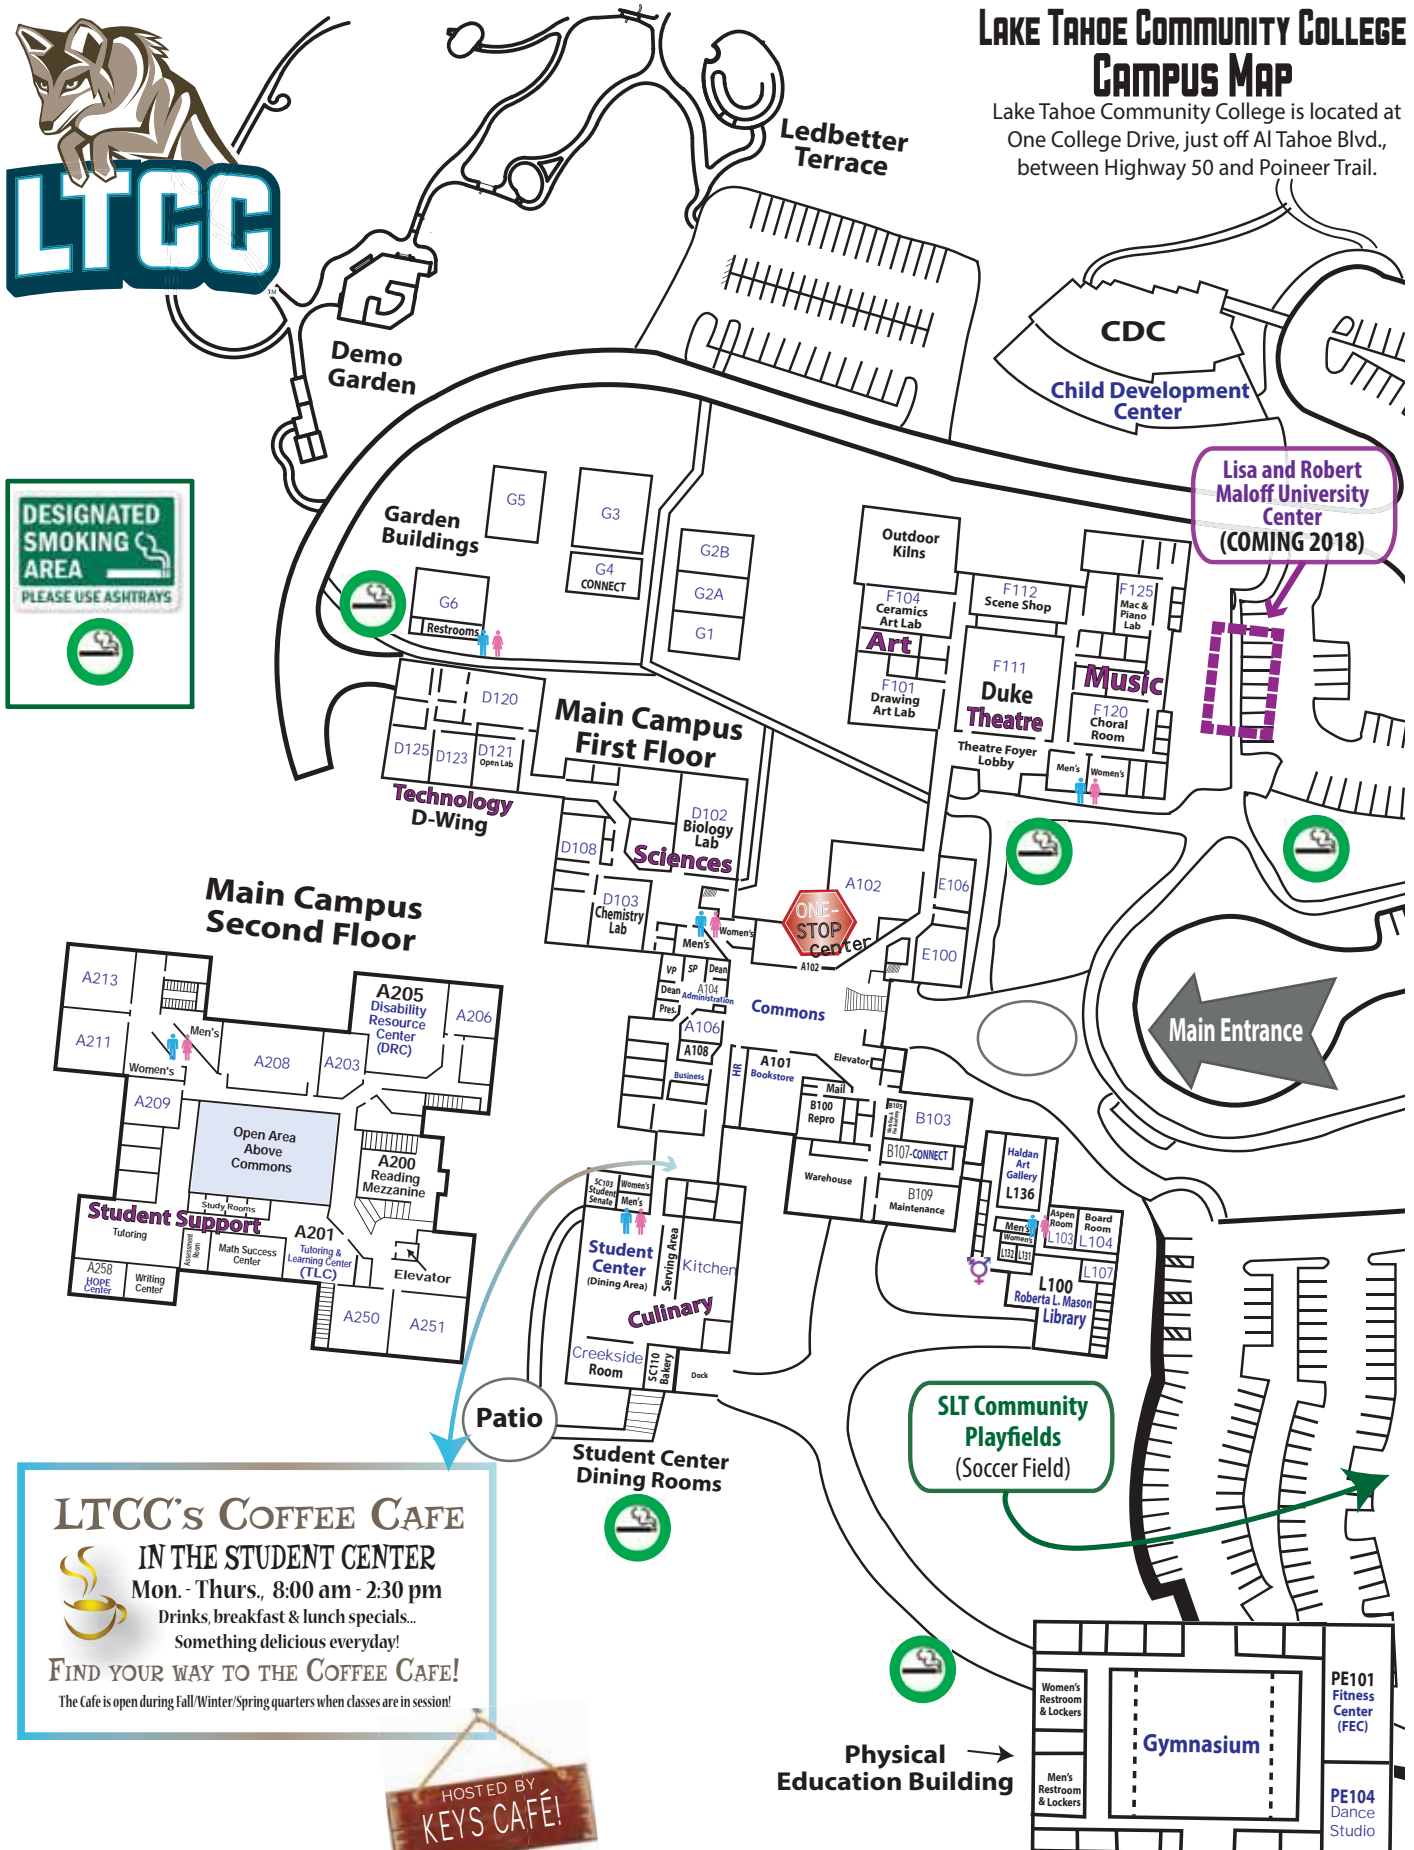 LAKE TAHOE COMMUNITY COLLEGE
CAMPUS MAP
Lake Tahoe Community College is located at
One College Drive, just off Al Tahoe Blvd.,
between Highway 50 and Poineer Trail.
LTCC
TM
Ledbetter
Terrace
Demo
Garden
CDC
Child Development
Center
Lisa and Robert
Maloff University
Center
(COMING 2018)
DESIGNATED
SMOKING
AREA
PLEASE USE ASHTRAYS
Garden
Buildings
G5
G3
G4
CONNECT
G6
Restrooms
G2B
G2A
G1
Outdoor
Kilns
F104
Ceramics
Art Lab
Art
F101
Drawing
Art Lab
F112
Scene Shop
F111
Duke
Theatre
Theatre Foyer
Lobby
F125
Mac &
Piano
Lab
Music
F120
Choral
Room
Men's
Women's
Main Campus
First Floor
D120
D125
D123
D121
Open Lab
Technology
D-Wing
D102
Biology
Lab
Sciences
D108
D103
Chemistry
Lab
Men's
Women's
A102
ONE-
STOP
Center
A102
E106
E100
VP
SP
Dean
Dean
A104
Administration
Pres.
A106
A108
Business
Commons
HR
A101
Bookstore
Elevator
Mail
B100
Repro
B105
B103
B107-CONNECT
Warehouse
B109
Maintenance
Main Entrance
Haldan
Art
Gallery
L136
Men's
Women's
L132
L131
Aspen
Room
L103
Board
Room
L104
L107
L100
Roberta L. Mason
Library
Main Campus
Second Floor
A213
A211
Men's
Women's
A209
A208
A203
A205
Disability
Resource
Center
(DRC)
A206
Open Area
Above
Commons
A200
Reading
Mezzanine
Study Rooms
Student Support
Tutoring
Assessment
Room
Math Success
Center
A201
Tutoring &
Learning Center
(TLC)
Elevator
A258
HOPE
Center
Writing
Center
A250
A251
SC103
Student
Senate
Women's
Men's
Student
Center
(Dining Area)
Serving Area
Kitchen
Culinary
Creekside
Room
SC110
Bakery
Dock
Patio
Student Center
Dining Rooms
SLT Community
Playfields
(Soccer Field)
LTCC's COFFEE CAFE
IN THE STUDENT CENTER
Mon. - Thurs., 8:00 am - 2:30 pm
Drinks, breakfast & lunch specials...
Something delicious everyday!
FIND YOUR WAY TO THE COFFEE CAFE!
The Cafe is open during Fall/Winter/Spring quarters when classes are in session!
HOSTED BY
KEYS CAFÉ!
Physical
Education Building
Women's
Restroom
& Lockers
Men's
Restroom
& Lockers
Gymnasium
PE101
Fitness
Center
(FEC)
PE104
Dance
Studio